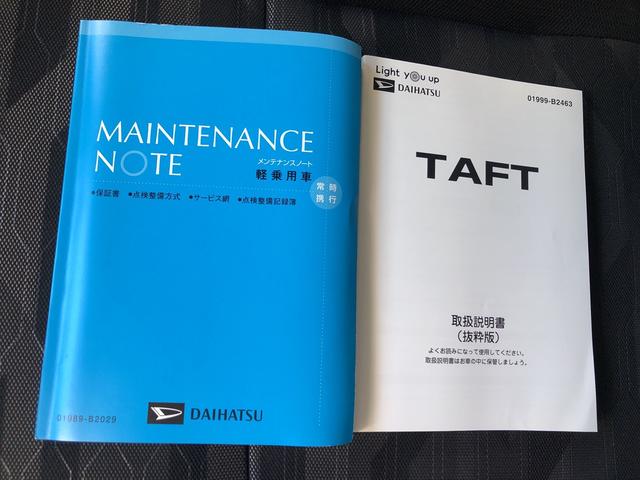 MAINTENANCE
NOTE
メンテナンスノート
軽乗用車
●保証書 ●点検整備方式 ●サービス網 ●点検整備記録簿
常時
携行
01989-B2029
DAIHATSU
Light you up
DAIHATSU
01999-B2463
TAFT
取扱説明書
(抜粋版)
よくお読みになって使用してください。
取扱説明書はお車の中に保管しましょう。